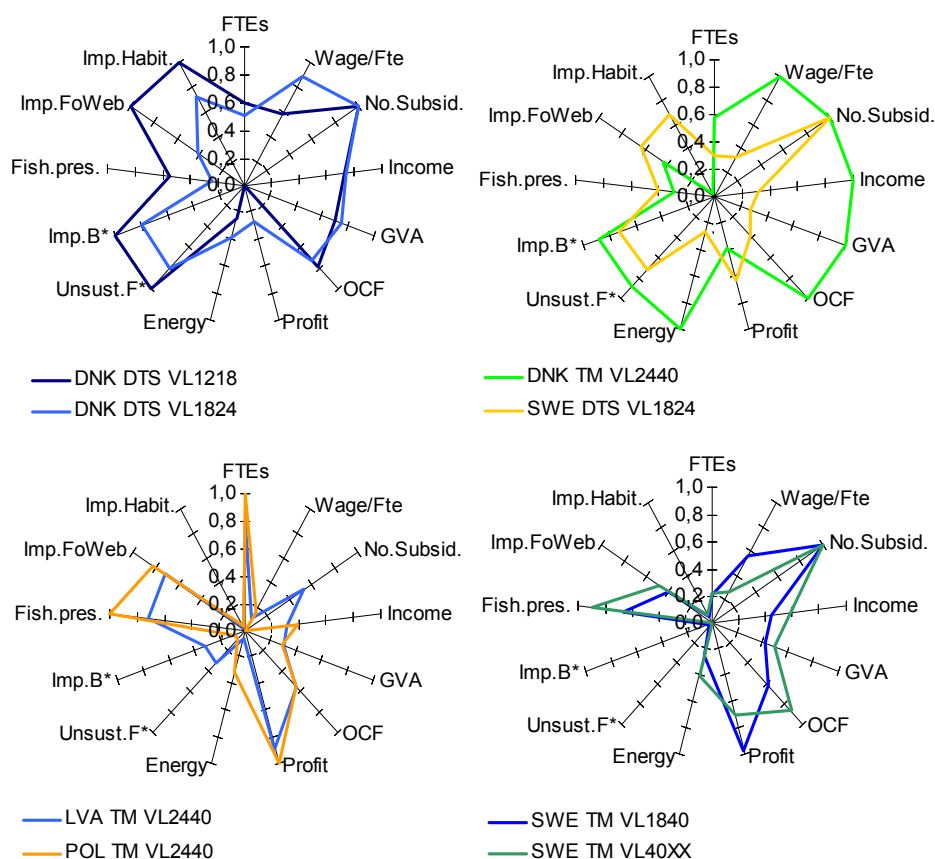 FTEs
Wage/Fte
No.Subsid.
Income
GVA
OCF
Profit
Energy
Unsust.F*
Imp.B*
Fish.pres.
Imp.FoWeb
Imp.Habit.
1,0
0,8
0,6
0,4
0,2
0,0
DNK DTS VL1218
DNK DTS VL1824
FTEs
Wage/Fte
No.Subsid.
Income
GVA
OCF
Profit
Energy
Unsust.F*
Imp.B*
Fish.pres.
Imp.FoWeb
Imp.Habit.
1,0
0,8
0,6
0,4
0,2
0,0
DNK TM VL2440
SWE DTS VL1824
FTEs
Wage/Fte
No.Subsid.
Income
GVA
OCF
Profit
Energy
Unsust.F*
Imp.B*
Fish.pres.
Imp.FoWeb
Imp.Habit.
1,0
0,8
0,6
0,4
0,2
0,0
LVA TM VL2440
POL TM VL2440
FTEs
Wage/Fte
No.Subsid.
Income
GVA
OCF
Profit
Energy
Unsust.F*
Imp.B*
Fish.pres.
Imp.FoWeb
Imp.Habit.
1,0
0,8
0,6
0,4
0,2
0,0
SWE TM VL1840
SWE TM VL40XX